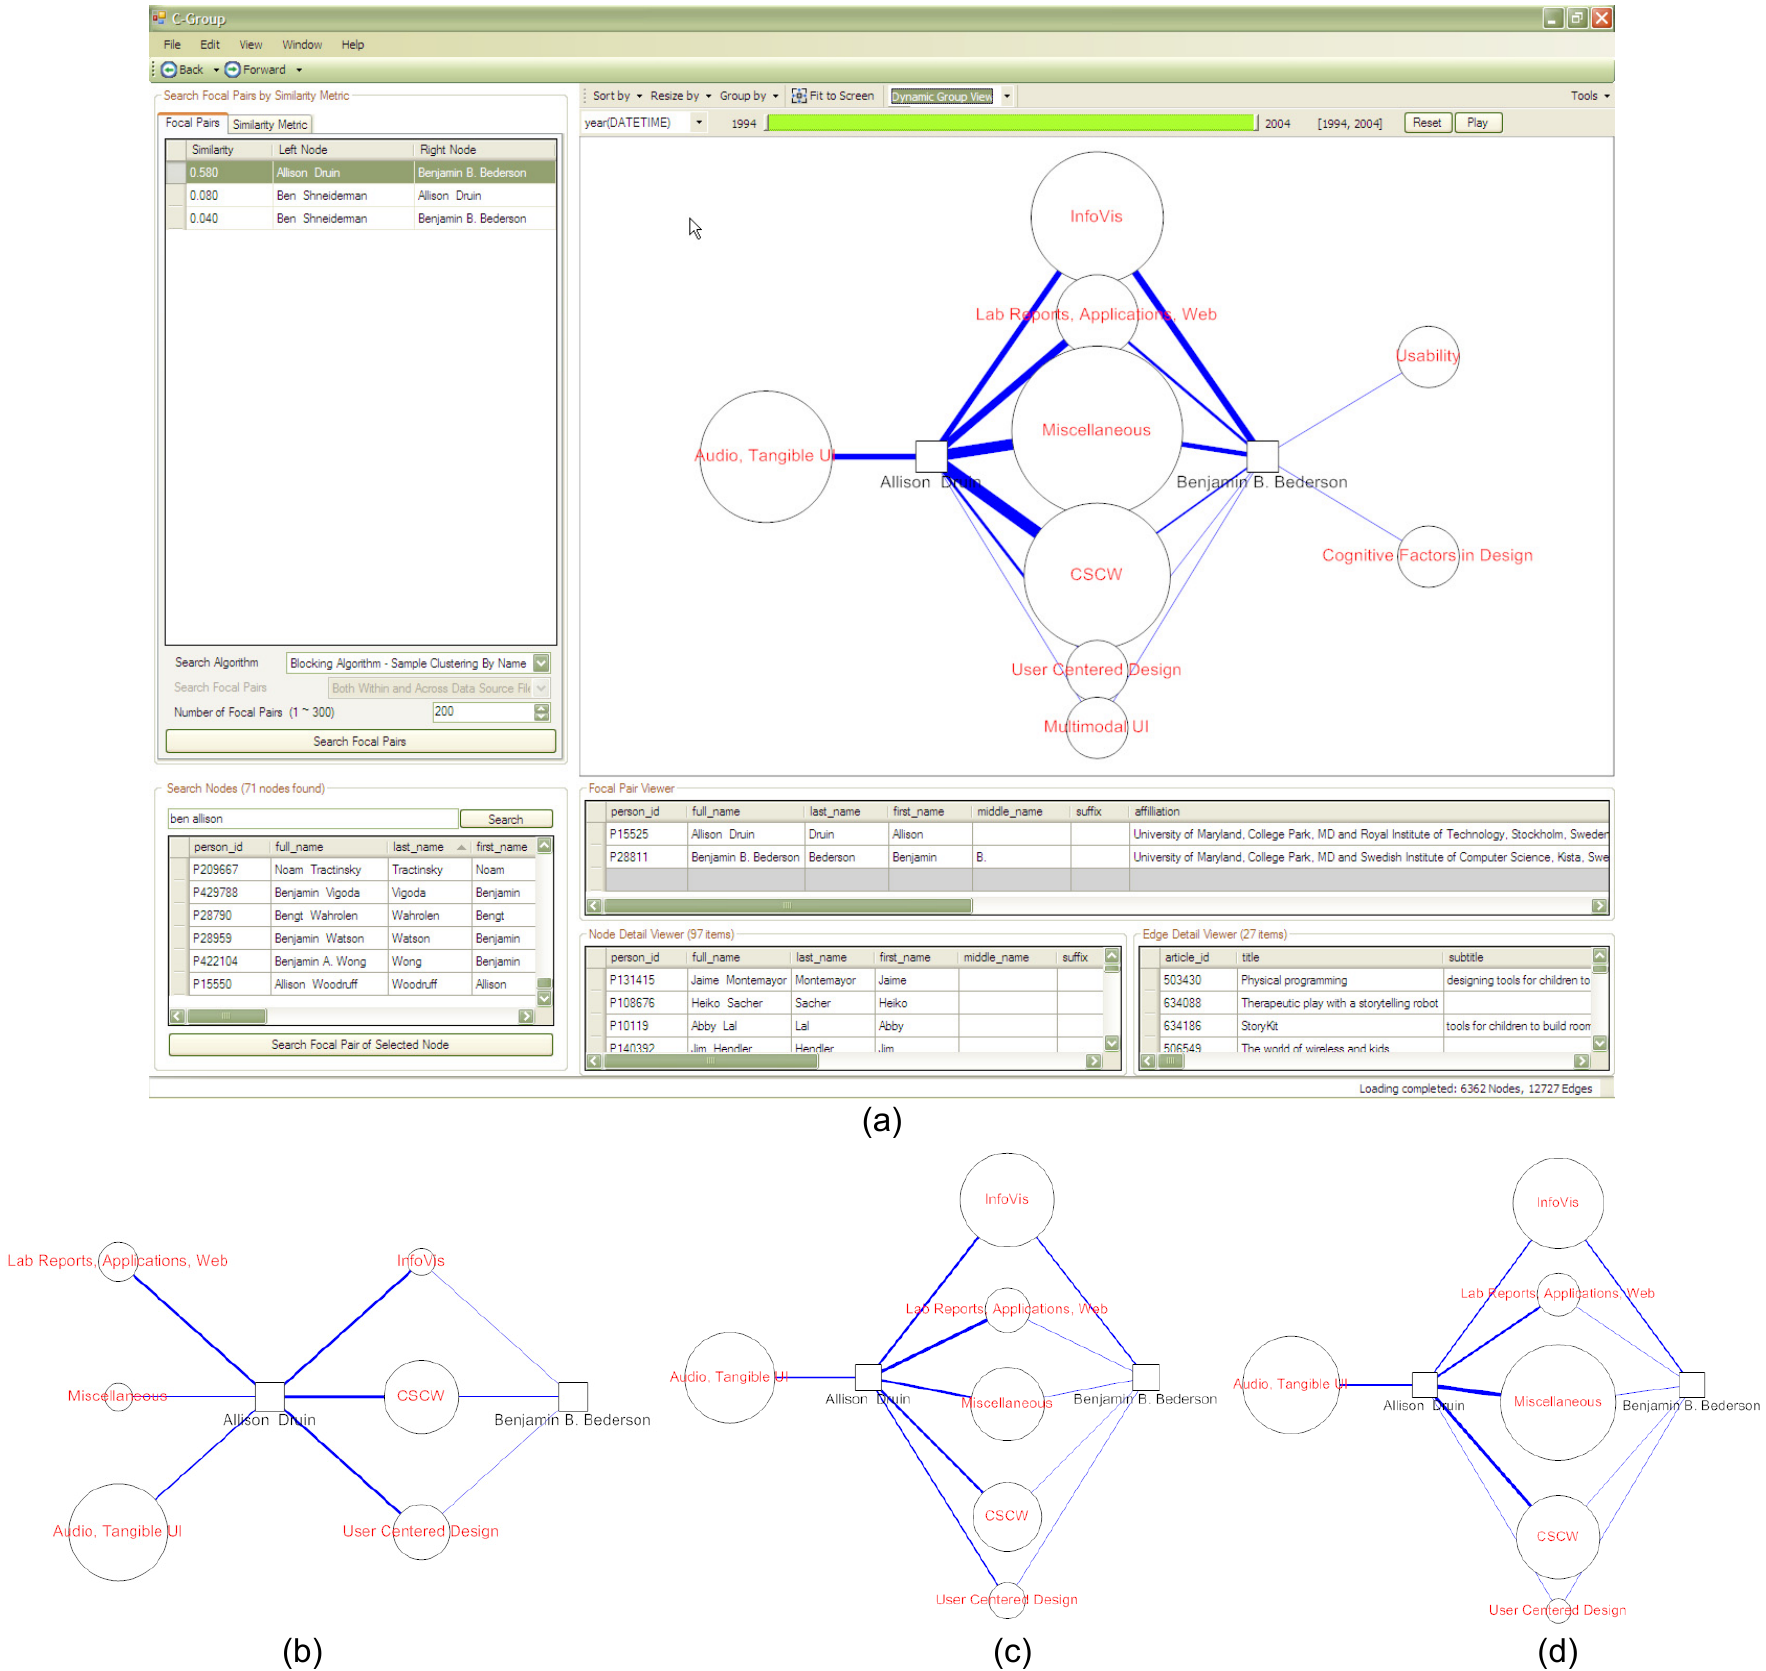 C-Group
File Edit View Window Help
Back Forward
Search Focal Pairs by Similarity Metric
Focal Pairs Similarity Metric
Similarity Left Node Right Node
0.580 Allison Druin Benjamin B. Bederson
0.080 Ben Shneiderman Allison Druin
0.040 Ben Shneiderman Benjamin B. Bederson
Search Algorithm Blocking Algorithm - Sample Clustering By Name
Search Focal Pairs Both Within and Across Data Source File
Number of Focal Pairs (1 ~ 300) 200
Search Focal Pairs
Sort by Resize by Group by Fit to Screen Dynamic Group View Tools
year(DATETIME) 1994 2004 [1994, 2004] Reset Play
InfoVis
Lab Reports, Applications, Web
Usability
Miscellaneous
Audio, Tangible UI
Allison Druin
Benjamin B. Bederson
Cognitive Factors in Design
CSCW
User Centered Design
Multimodal UI
Search Nodes (71 nodes found)
ben allison Search
person_id full_name last_name first_name
P209667 Noam Tractinsky Tractinsky Noam
P429788 Benjamin Vigoda Vigoda Benjamin
P28790 Bengt Wahrolen Wahrolen Bengt
P28959 Benjamin Watson Watson Benjamin
P422104 Benjamin A. Wong Wong Benjamin
P15550 Allison Woodruff Woodruff Allison
Search Focal Pair of Selected Node
Focal Pair Viewer
person_id full_name last_name first_name middle_name suffix affilliation
P15525 Allison Druin Druin Allison University of Maryland, College Park, MD and Royal Institute of Technology, Stockholm, Sweden
P28811 Benjamin B. Bederson Bederson Benjamin B. University of Maryland, College Park, MD and Swedish Institute of Computer Science, Kista, Swe
Node Detail Viewer (97 items)
person_id full_name last_name first_name middle_name suffix
P131415 Jaime Montemayor Montemayor Jaime
P108676 Heiko Sacher Sacher Heiko
P10119 Abby Lal Lal Abby
P140392 Jim Hendler Hendler Jim
Edge Detail Viewer (27 items)
article_id title subtitle
503430 Physical programming designing tools for children to
634088 Therapeutic play with a storytelling robot
634186 StoryKit tools for children to build room
506549 The world of wireless and kids
Loading completed: 6362 Nodes, 12727 Edges
(a)
Lab Reports, Applications, Web
InfoVis
Miscellaneous
CSCW
Allison Druin
Benjamin B. Bederson
Audio, Tangible UI
User Centered Design
(b)
InfoVis
Lab Reports, Applications, Web
Audio, Tangible UI
Allison Druin
Miscellaneous
Benjamin B. Bederson
CSCW
User Centered Design
(c)
InfoVis
Lab Reports, Applications, Web
Audio, Tangible UI
Allison Druin
Miscellaneous
Benjamin B. Bederson
CSCW
User Centered Design
(d)